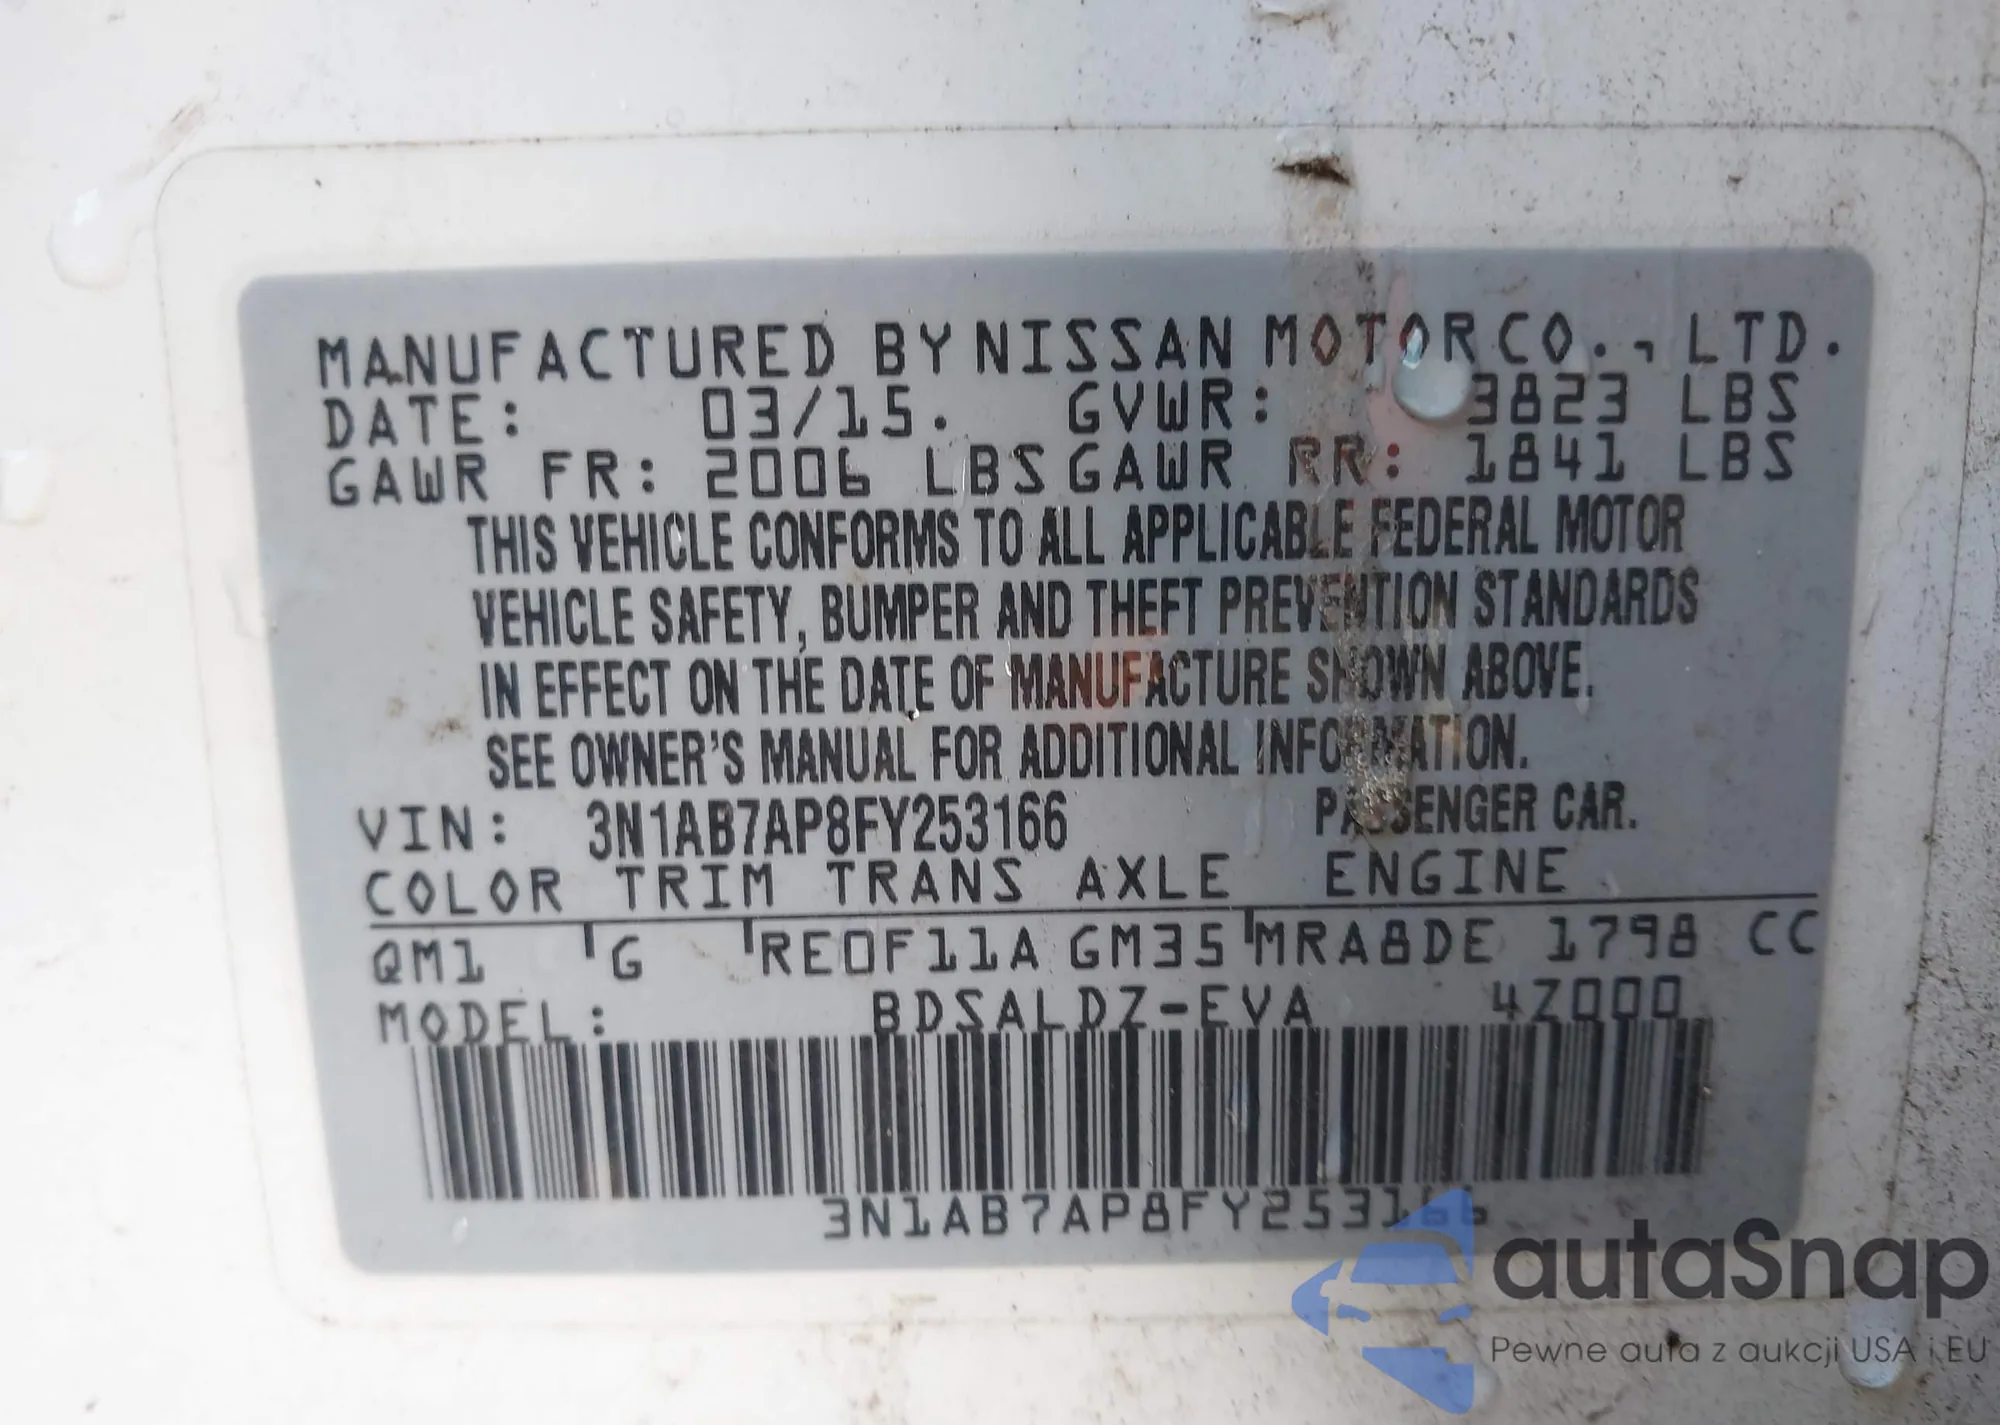 MANUFACTURED BY NISSAN MOTOR CO., LTD.
DATE: 03/15. GVWR: 3823 LBS
GAWR FR: 2006 LBS GAWR RR: 1841 LBS
THIS VEHICLE CONFORMS TO ALL APPLICABLE FEDERAL MOTOR
VEHICLE SAFETY, BUMPER AND THEFT PREVENTION STANDARDS
IN EFFECT ON THE DATE OF MANUFACTURE SHOWN ABOVE.
SEE OWNER'S MANUAL FOR ADDITIONAL INFORMATION.
VIN: 3N1AB7AP8FY253166 PASSENGER CAR.
COLOR TRIM TRANS AXLE ENGINE
QM1 G RE0F11A GM35 MRA8DE 1798 CC
MODEL: BDSALDZ-EVA 4Z000
3N1AB7AP8FY253166
autaSnap
Pewne auta z aukcji USA i EU